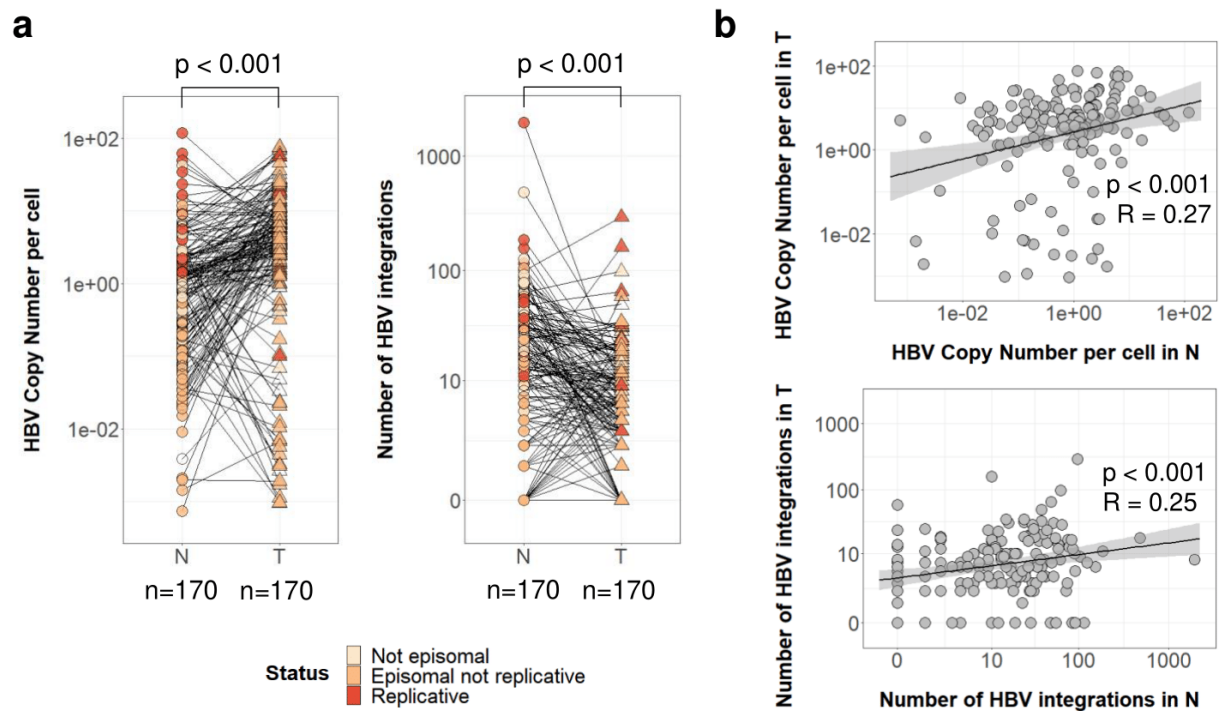 a
p < 0.001
HBV Copy Number per cell
1e+02
1e+00
1e-02
N T
n=170 n=170
p < 0.001
Number of HBV integrations
1000
100
10
0
N T
n=170 n=170
Status
Not episomal
Episomal not replicative
Replicative
b
HBV Copy Number per cell in T
1e+02
1e+00
1e-02
p < 0.001
R = 0.27
1e-02 1e+00 1e+02
HBV Copy Number per cell in N
Number of HBV integrations in T
1000
100
10
0
p < 0.001
R = 0.25
0 10 100 1000
Number of HBV integrations in N